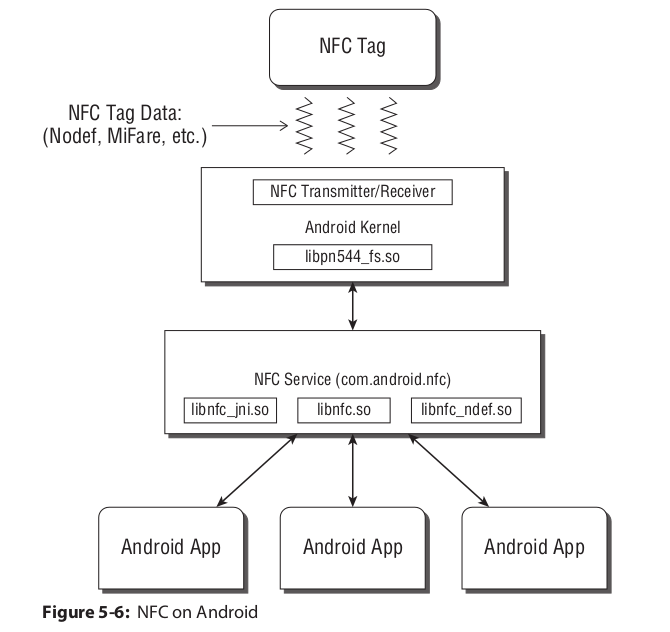 NFC Tag
NFC Tag Data:
(Nodef, MiFare, etc.)
NFC Transmitter/Receiver
Android Kernel
libpn544_fs.so
NFC Service (com.android.nfc)
libnfc_jni.so
libnfc.so
libnfc_ndef.so
Android App
Android App
Android App
Figure 5-6: NFC on Android